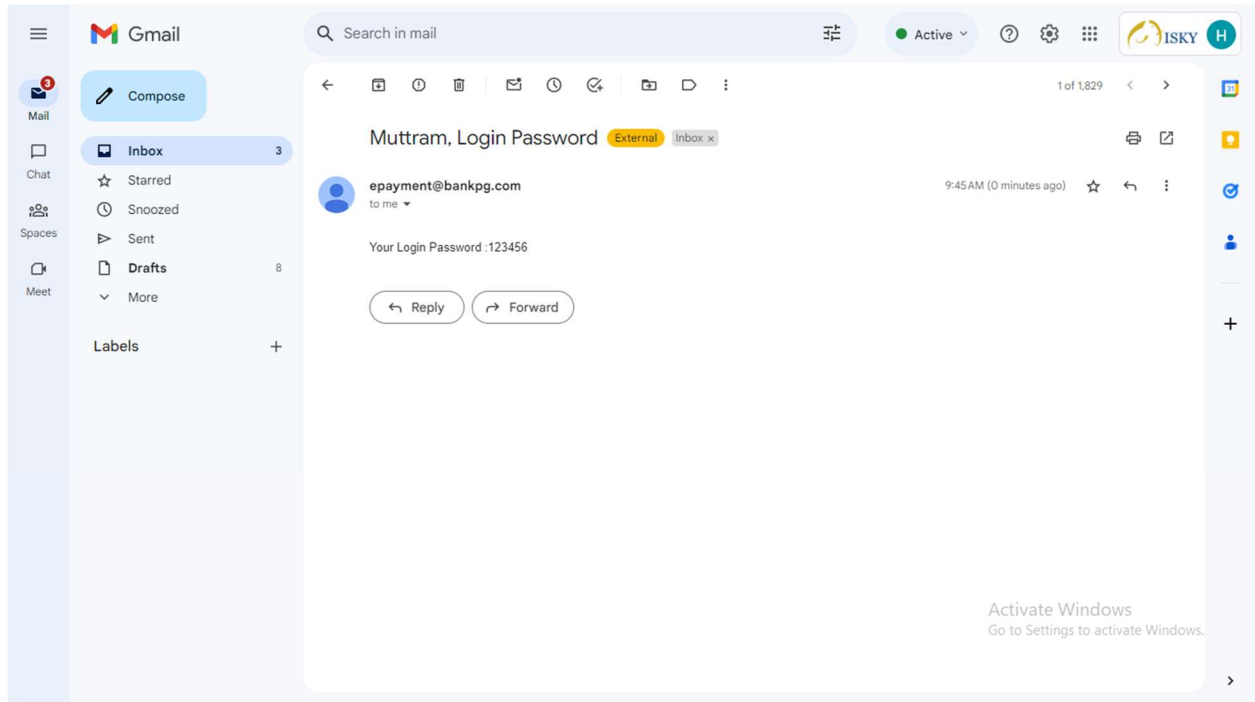 Gmail
Search in mail
Active
ISKY
H
3
Mail
Chat
Spaces
Meet
Compose
Inbox 3
Starred
Snoozed
Sent
Drafts 8
More
Labels
1 of 1,829
Muttram, Login Password External Inbox ×
epayment@bankpg.com 9:45 AM (0 minutes ago)
to me
Your Login Password :123456
Reply Forward
31
Activate Windows
Go to Settings to activate Windows.